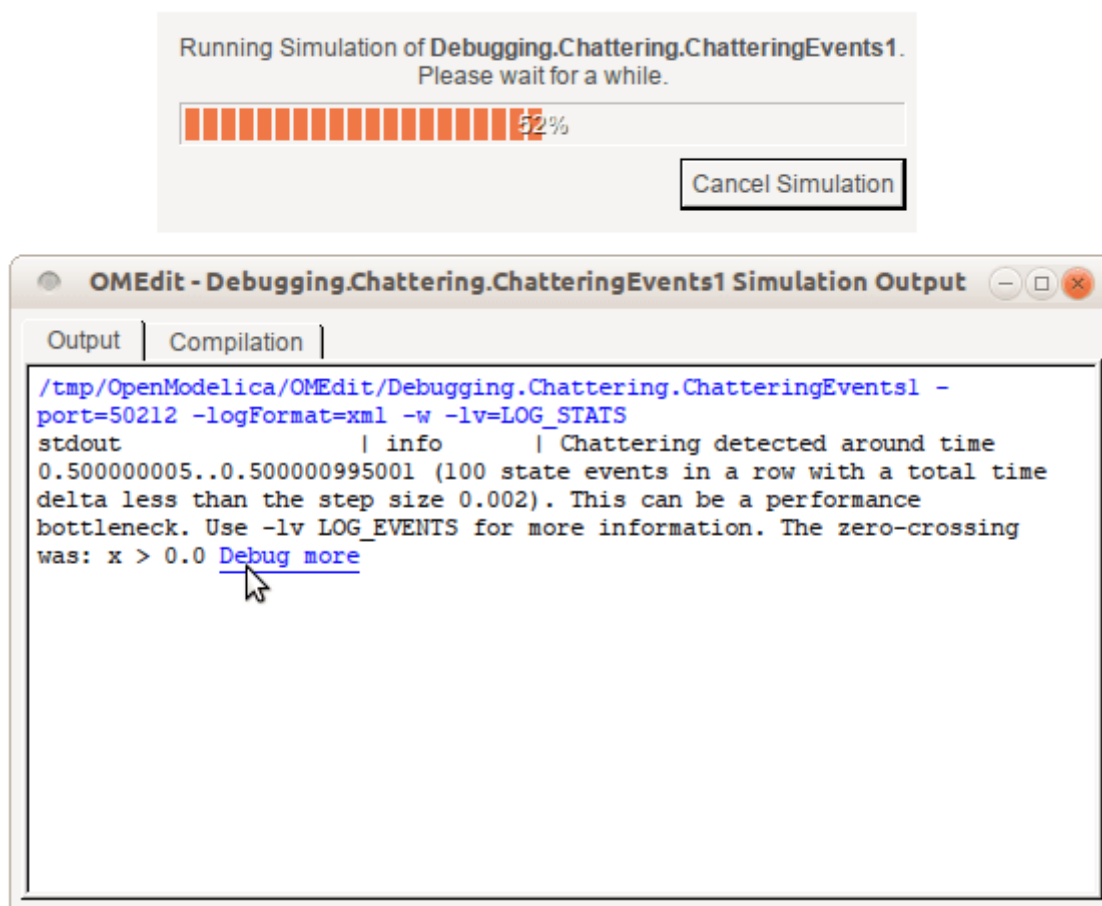 Running Simulation of Debugging.Chattering.ChatteringEvents1.
Please wait for a while.
52%
Cancel Simulation
OMEdit - Debugging.Chattering.ChatteringEvents1 Simulation Output
Output
Compilation
/tmp/OpenModelica/OMEdit/Debugging.Chattering.ChatteringEvents1 -
port=50212 -logFormat=xml -w -lv=LOG_STATS
stdout | info | Chattering detected around time
0.500000005..0.500000995001 (100 state events in a row with a total time
delta less than the step size 0.002). This can be a performance
bottleneck. Use -lv LOG_EVENTS for more information. The zero-crossing
was: x > 0.0 Debug more